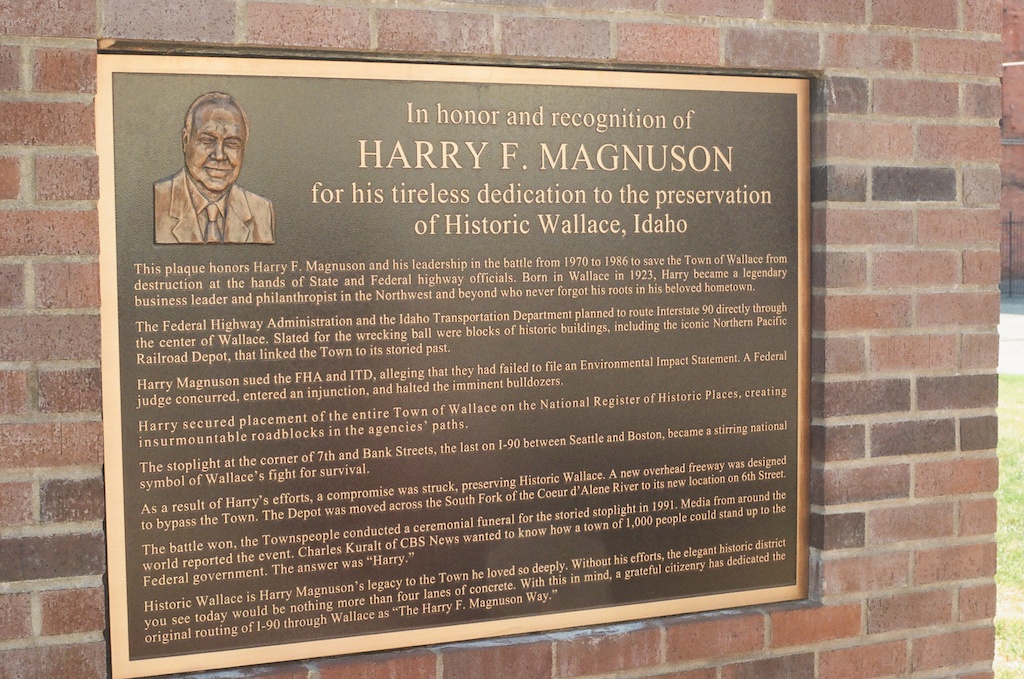 In honor and recognition of
HARRY F. MAGNUSON
for his tireless dedication to the preservation
of Historic Wallace, Idaho
This plaque honors Harry F. Magnuson and his leadership in the battle from 1970 to 1986 to save the Town of Wallace from
destruction at the hands of State and Federal highway officials. Born in Wallace in 1923, Harry became a legendary
business leader and philanthropist in the Northwest and beyond who never forgot his roots in his beloved hometown.
The Federal Highway Administration and the Idaho Transportation Department planned to route Interstate 90 directly through
the center of Wallace. Slated for the wrecking ball were blocks of historic buildings, including the iconic Northern Pacific
Railroad Depot, that linked the Town to its storied past.
Harry Magnuson sued the FHA and ITD, alleging that they had failed to file an Environmental Impact Statement. A Federal
judge concurred, entered an injunction, and halted the imminent bulldozers.
Harry secured placement of the entire Town of Wallace on the National Register of Historic Places, creating
insurmountable roadblocks in the agencies' paths.
The stoplight at the corner of 7th and Bank Streets, the last on I-90 between Seattle and Boston, became a stirring national
symbol of Wallace's fight for survival.
As a result of Harry's efforts, a compromise was struck, preserving Historic Wallace. A new overhead freeway was designed
to bypass the Town. The Depot was moved across the South Fork of the Coeur d'Alene River to its new location on 6th Street.
The battle won, the Townspeople conducted a ceremonial funeral for the storied stoplight in 1991. Media from around the
world reported the event. Charles Kuralt of CBS News wanted to know how a town of 1,000 people could stand up to the
Federal government. The answer was "Harry."
Historic Wallace is Harry Magnuson's legacy to the Town he loved so deeply. Without his efforts, the elegant historic district
you see today would be nothing more than four lanes of concrete. With this in mind, a grateful citizenry has dedicated the
original routing of I-90 through Wallace as "The Harry F. Magnuson Way."